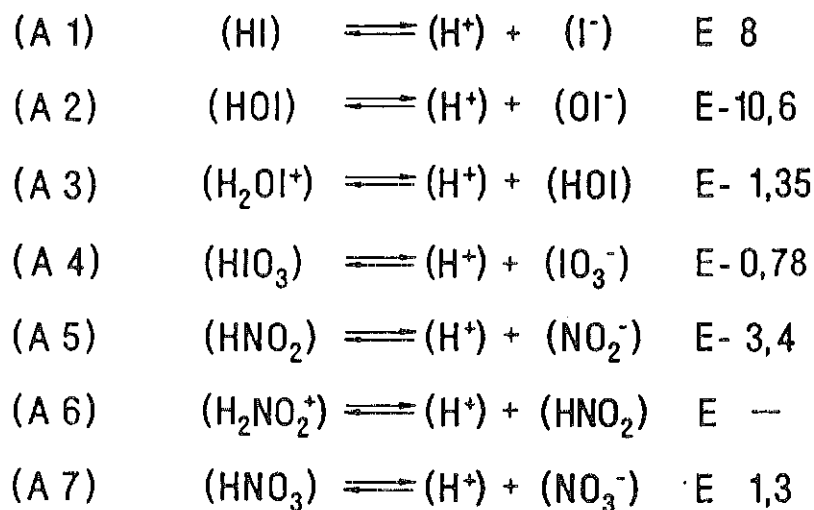 (A 1) (HI) ⇌ (H⁺) + (I⁻) E 8
(A 2) (HOI) ⇌ (H⁺) + (OI⁻) E-10,6
(A 3) (H₂OI⁺) ⇌ (H⁺) + (HOI) E- 1,35
(A 4) (HIO₃) ⇌ (H⁺) + (IO₃⁻) E-0,78
(A 5) (HNO₂) ⇌ (H⁺) + (NO₂⁻) E- 3,4
(A 6) (H₂NO₂⁺) ⇌ (H⁺) + (HNO₂) E —
(A 7) (HNO₃) ⇌ (H⁺) + (NO₃⁻) E 1,3